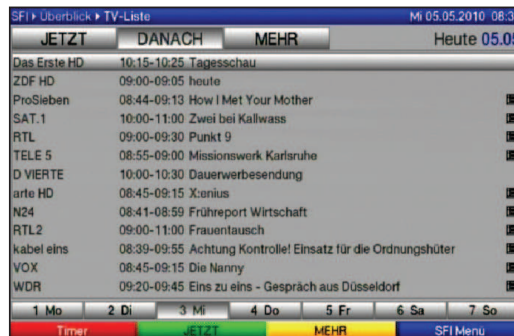 SFI ▸ Überblick ▸ TV-Liste Mi 05.05.2010 08:3
JETZT DANACH MEHR Heute 05.05
Das Erste HD 10:15-10:25 Tagesschau
ZDF HD 09:00-09:05 heute
ProSieben 08:44-09:13 How I Met Your Mother
SAT.1 10:00-11:00 Zwei bei Kallwass
RTL 09:00-09:30 Punkt 9
TELE 5 08:55-09:00 Missionswerk Karlsruhe
D VIERTE 10:00-10:30 Dauerwerbesendung
arte HD 08:45-09:15 X:enius
N24 08:41-08:59 Frühreport Wirtschaft
RTL2 09:00-11:00 Frauentausch
kabel eins 08:39-09:55 Achtung Kontrolle! Einsatz für die Ordnungshüter
VOX 08:45-09:15 Die Nanny
WDR 09:20-09:45 Eins zu eins - Gespräch aus Düsseldorf
1 Mo 2 Di 3 Mi 4 Do 5 Fr 6 Sa 7 So
Timer JETZT MEHR SFI Menü